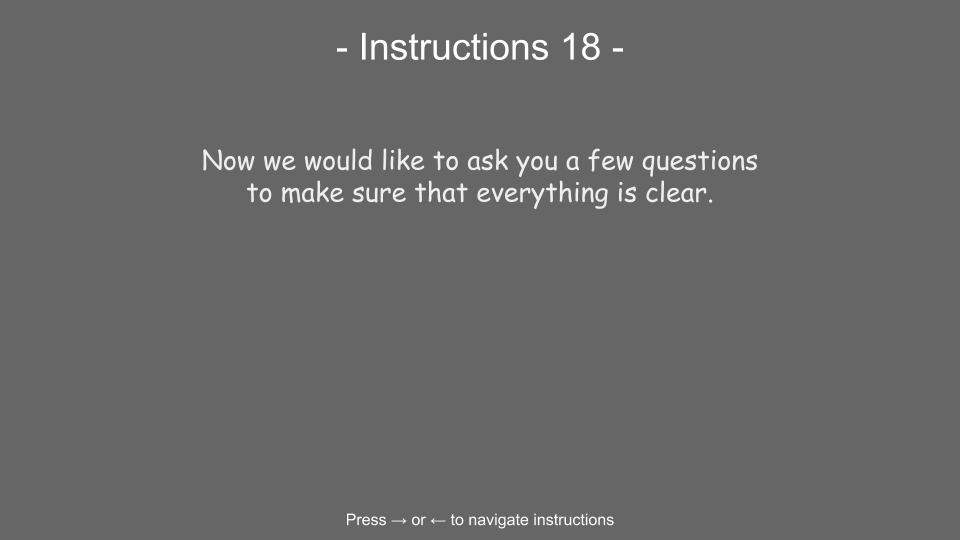 - Instructions 18 -
Now we would like to ask you a few questions
to make sure that everything is clear.
Press → or ← to navigate instructions